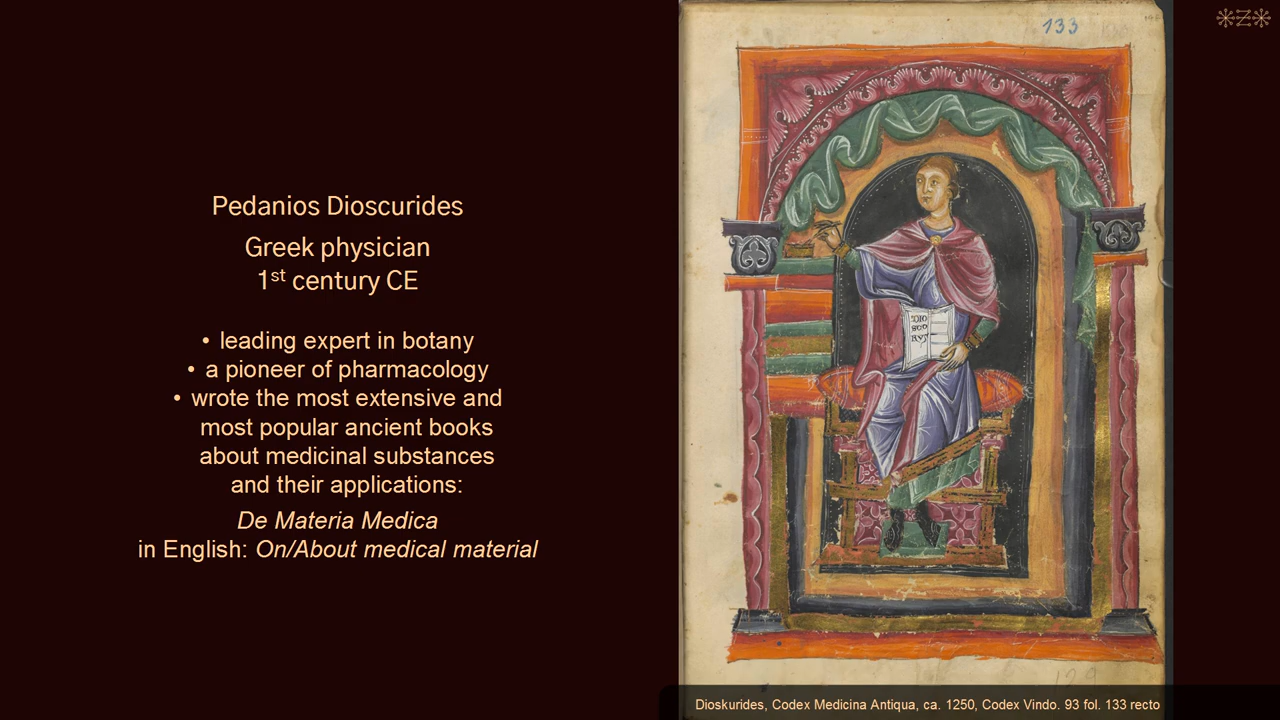 Pedanios Dioscurides
Greek physician
1st century CE
• leading expert in botany
• a pioneer of pharmacology
• wrote the most extensive and
most popular ancient books
about medicinal substances
and their applications:
De Materia Medica
in English: On/About medical material
133
DIO
SCO
RVS
129
Dioskurides, Codex Medicina Antiqua, ca. 1250, Codex Vindo. 93 fol. 133 recto